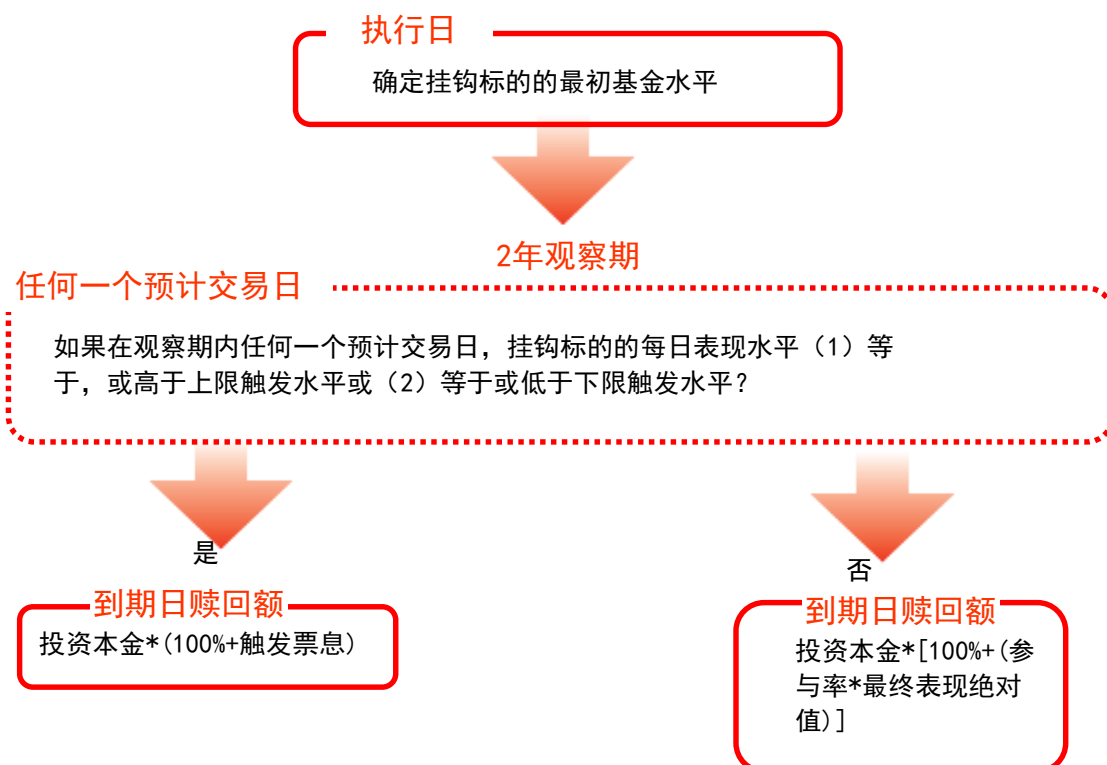 执行日
确定挂钩标的的最初基金水平
2年观察期
任何一个预计交易日
如果在观察期内任何一个预计交易日，挂钩标的的每日表现水平（1）等
于，或高于上限触发水平或（2）等于或低于下限触发水平？
是
到期日赎回额
投资本金*(100%+触发票息)
否
到期日赎回额
投资本金*[100%+(参
与率*最终表现绝对
值)]